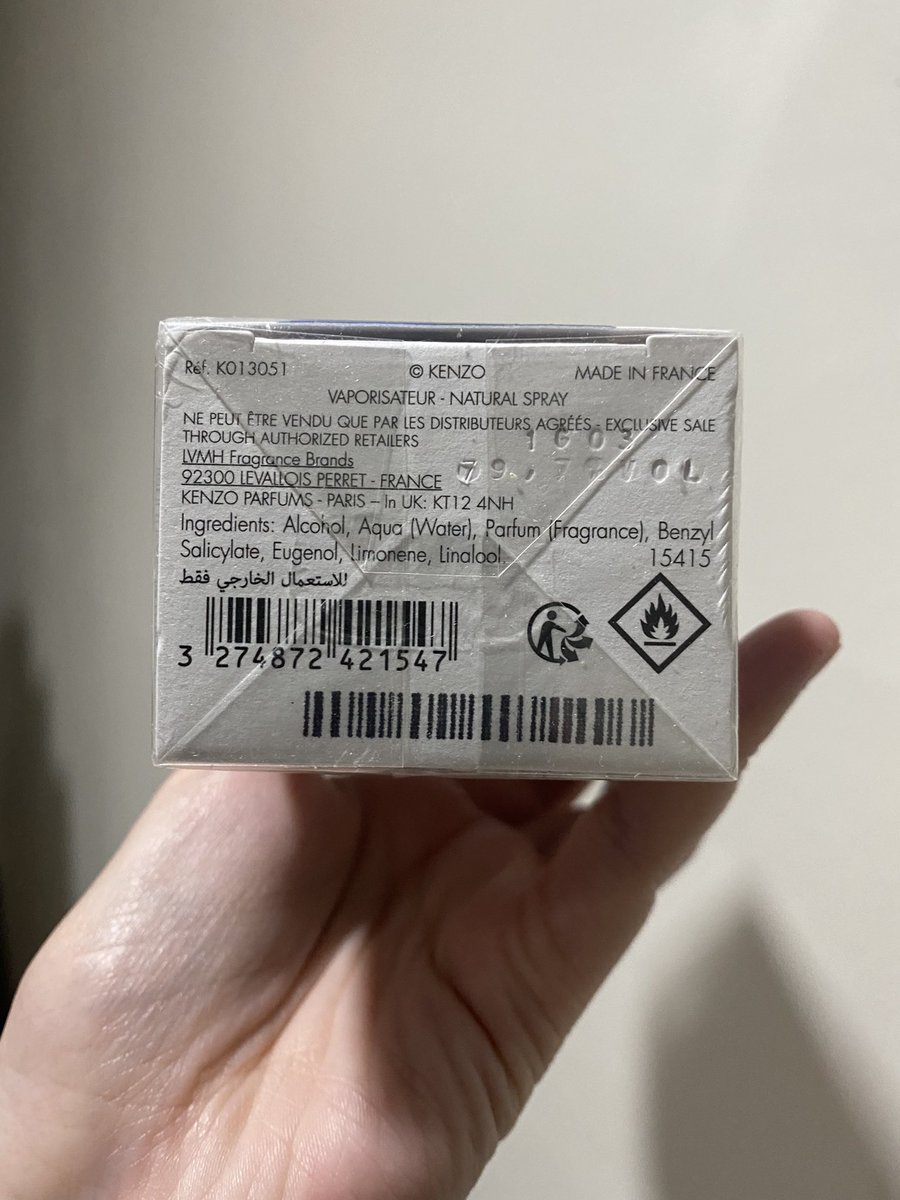 Réf. K013051 © KENZO MADE IN FRANCE
VAPORISATEUR - NATURAL SPRAY
NE PEUT ÊTRE VENDU QUE PAR LES DISTRIBUTEURS AGRÉÉS - EXCLUSIVE SALE
THROUGH AUTHORIZED RETAILERS
1G03
LVMH Fragrance Brands
92300 LEVALLOIS PERRET - FRANCE
KENZO PARFUMS - PARIS – In UK: KT12 4NH
Ingredients: Alcohol, Aqua (Water), Parfum (Fragrance), Benzyl
Salicylate, Eugenol, Limonene, Linalool. 15415
للاستعمال الخارجي فقط
3 274872 421547